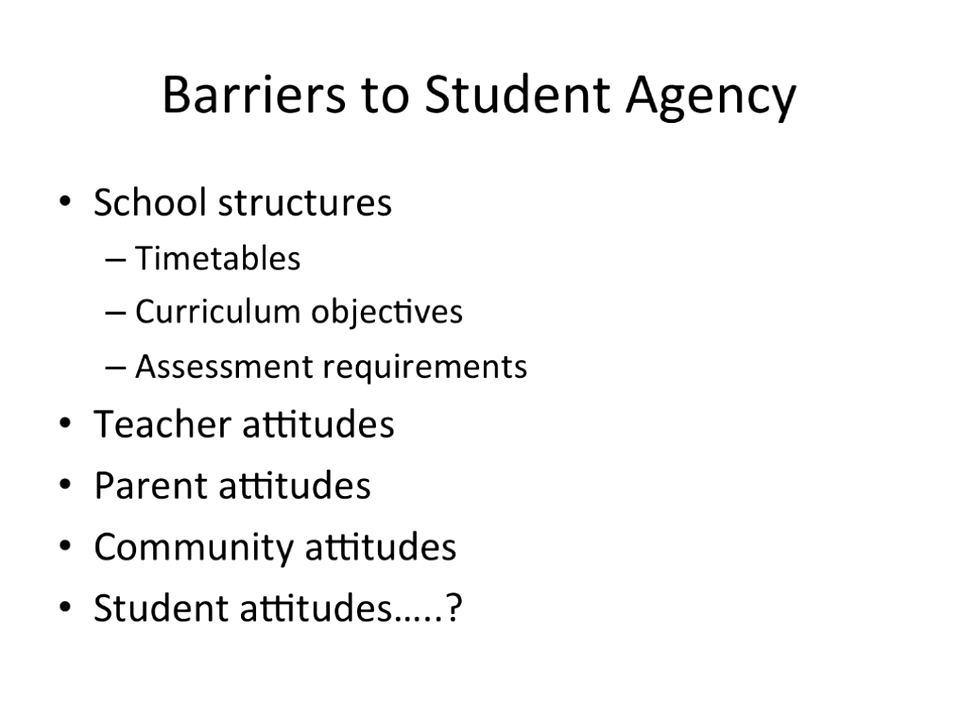 Barriers to Student Agency
• School structures
– Timetables
– Curriculum objectives
– Assessment requirements
• Teacher attitudes
• Parent attitudes
• Community attitudes
• Student attitudes…..?